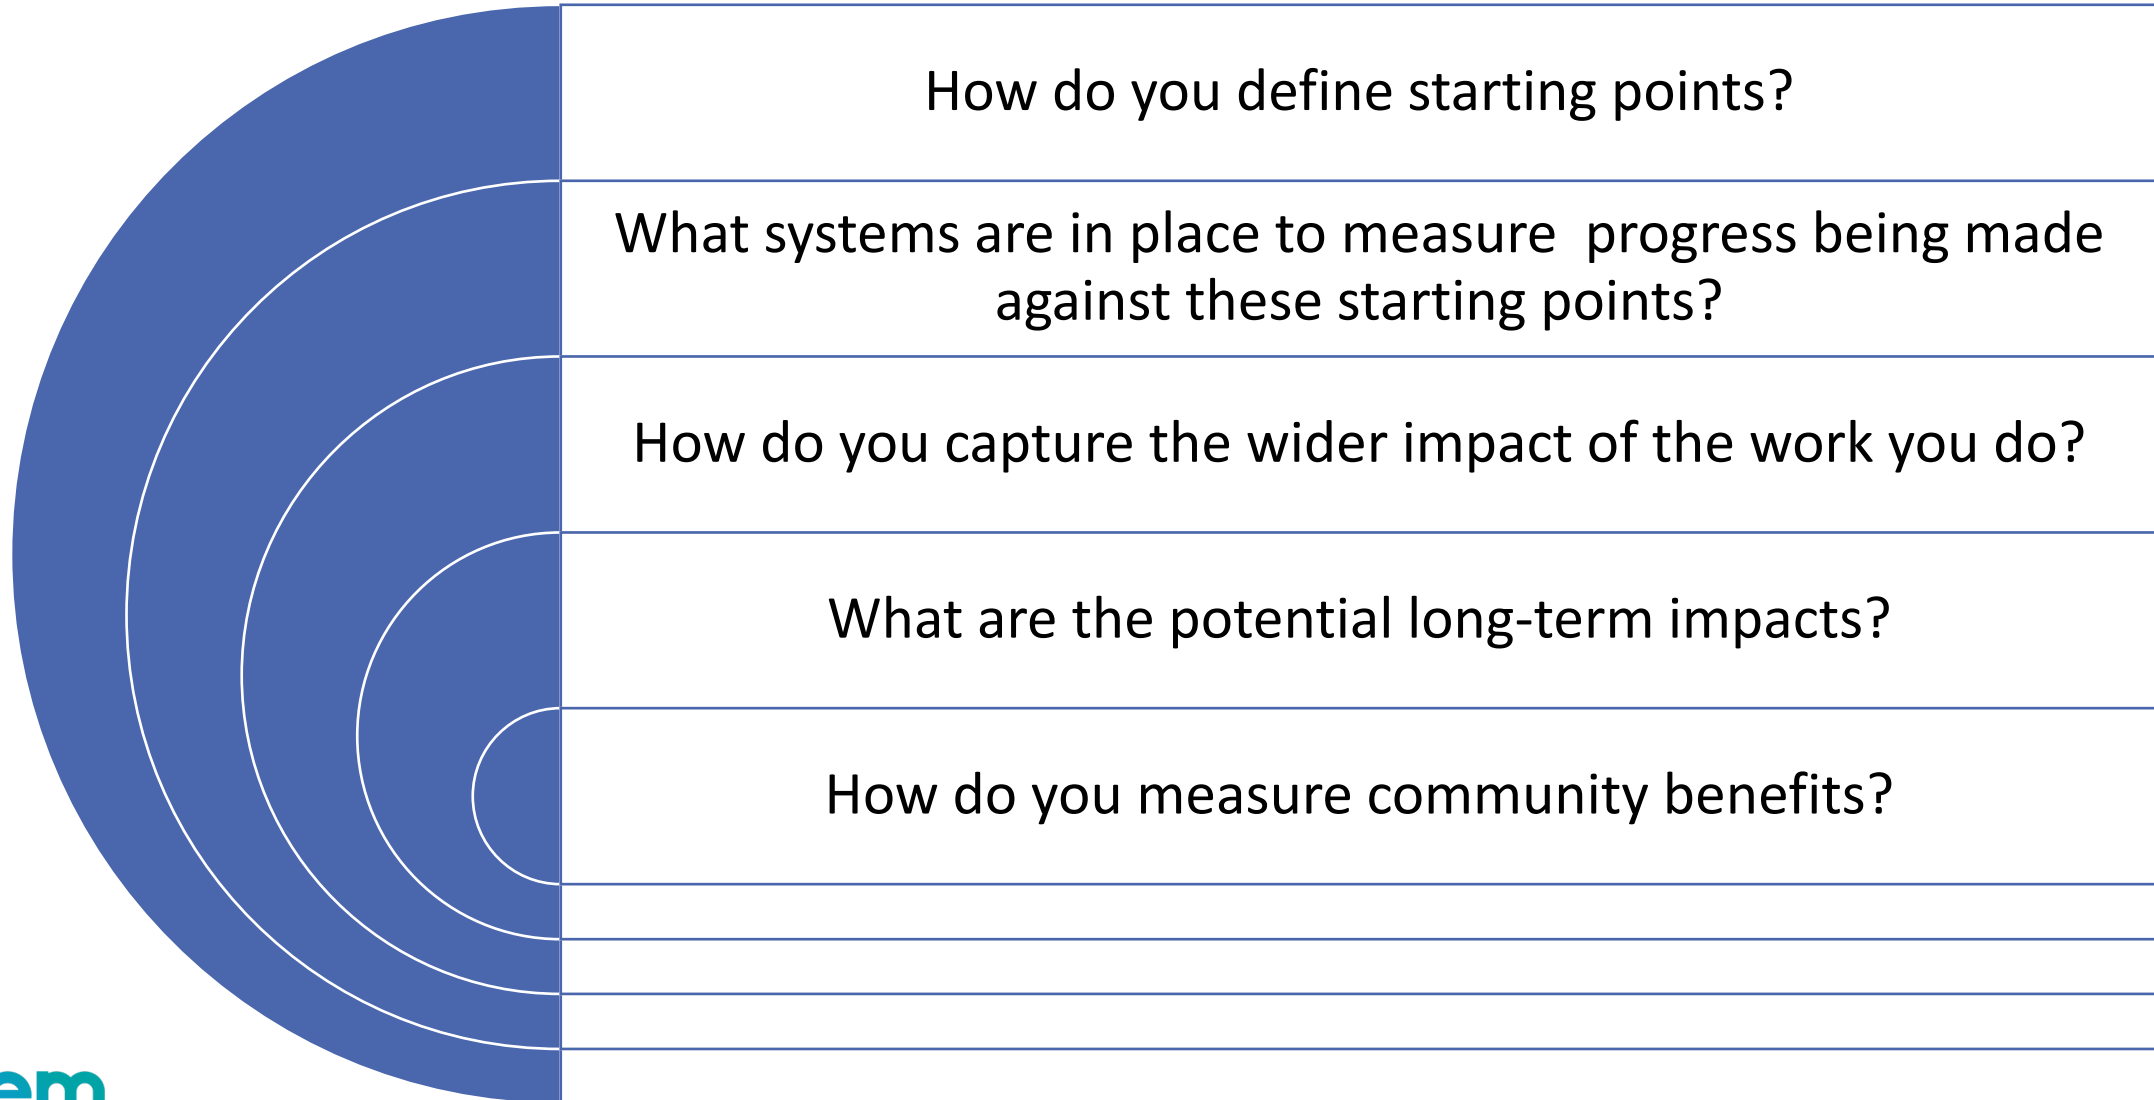 How do you define starting points?
What systems are in place to measure  progress being made
against these starting points?
How do you capture the wider impact of the work you do?
What are the potential long-term impacts?
How do you measure community benefits?
em